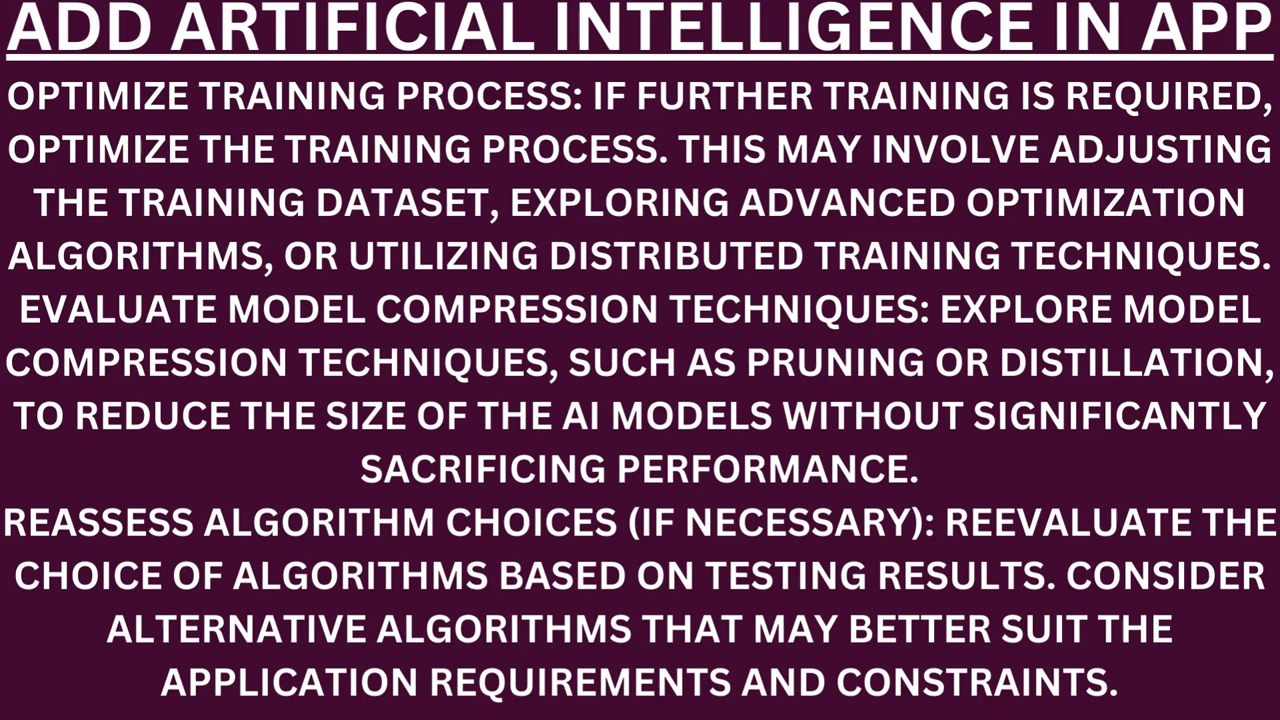 ADD ARTIFICIAL INTELLIGENCE IN APP
OPTIMIZE TRAINING PROCESS: IF FURTHER TRAINING IS REQUIRED,
OPTIMIZE THE TRAINING PROCESS. THIS MAY INVOLVE ADJUSTING
THE TRAINING DATASET, EXPLORING ADVANCED OPTIMIZATION
ALGORITHMS, OR UTILIZING DISTRIBUTED TRAINING TECHNIQUES.
EVALUATE MODEL COMPRESSION TECHNIQUES: EXPLORE MODEL
COMPRESSION TECHNIQUES, SUCH AS PRUNING OR DISTILLATION,
TO REDUCE THE SIZE OF THE AI MODELS WITHOUT SIGNIFICANTLY
SACRIFICING PERFORMANCE.
REASSESS ALGORITHM CHOICES (IF NECESSARY): REEVALUATE THE
CHOICE OF ALGORITHMS BASED ON TESTING RESULTS. CONSIDER
ALTERNATIVE ALGORITHMS THAT MAY BETTER SUIT THE
APPLICATION REQUIREMENTS AND CONSTRAINTS.